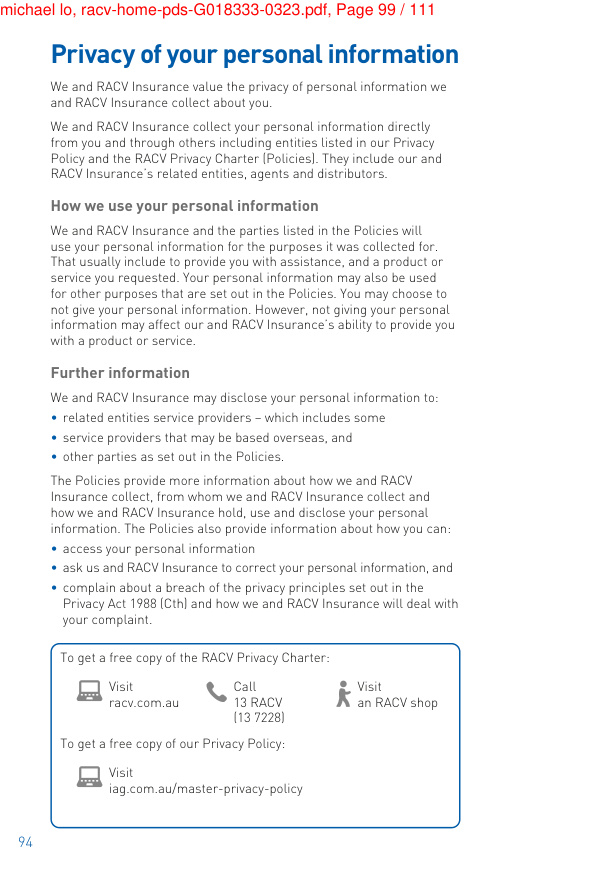 michael lo, racv-home-pds-G018333-0323.pdf, Page 99 / 111
Privacy of your personal information
We and RACV Insurance value the privacy of personal information we
and RACV Insurance collect about you.
We and RACV Insurance collect your personal information directly
from you and through others including entities listed in our Privacy
Policy and the RACV Privacy Charter (Policies). They include our and
RACV Insurance's related entities, agents and distributors.
How we use your personal information
We and RACV Insurance and the parties listed in the Policies will
use your personal information for the purposes it was collected for.
That usually include to provide you with assistance, and a product or
service you requested. Your personal information may also be used
for other purposes that are set out in the Policies. You may choose to
not give your personal information. However, not giving your personal
information may affect our and RACV Insurance's ability to provide you
with a product or service.
Further information
We and RACV Insurance may disclose your personal information to:
• related entities service providers – which includes some
• service providers that may be based overseas, and
• other parties as set out in the Policies.
The Policies provide more information about how we and RACV
Insurance collect, from whom we and RACV Insurance collect and
how we and RACV Insurance hold, use and disclose your personal
information. The Policies also provide information about how you can:
• access your personal information
• ask us and RACV Insurance to correct your personal information, and
• complain about a breach of the privacy principles set out in the
Privacy Act 1988 (Cth) and how we and RACV Insurance will deal with
your complaint.
To get a free copy of the RACV Privacy Charter:
Visit
racv.com.au
Call
13 RACV
(13 7228)
Visit
an RACV shop
To get a free copy of our Privacy Policy:
Visit
iag.com.au/master-privacy-policy
94